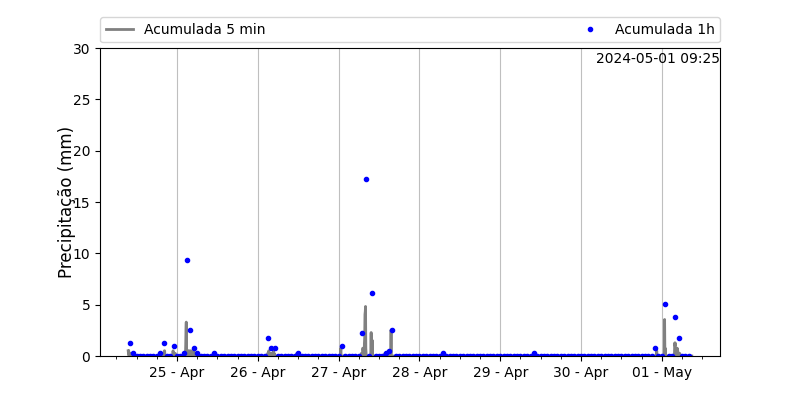 Acumulada 5 min
Acumulada 1h
2024-05-01 09:25
Precipitação (mm)
30
25
20
15
10
5
0
25 - Apr
26 - Apr
27 - Apr
28 - Apr
29 - Apr
30 - Apr
01 - May